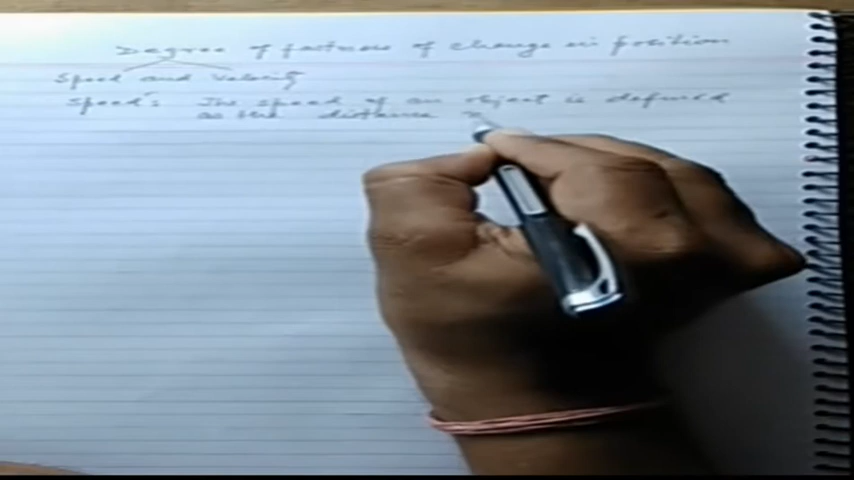 Degree of fastness of change in position
Speed and velocity
Speed: The speed of an object is defined
as the distance